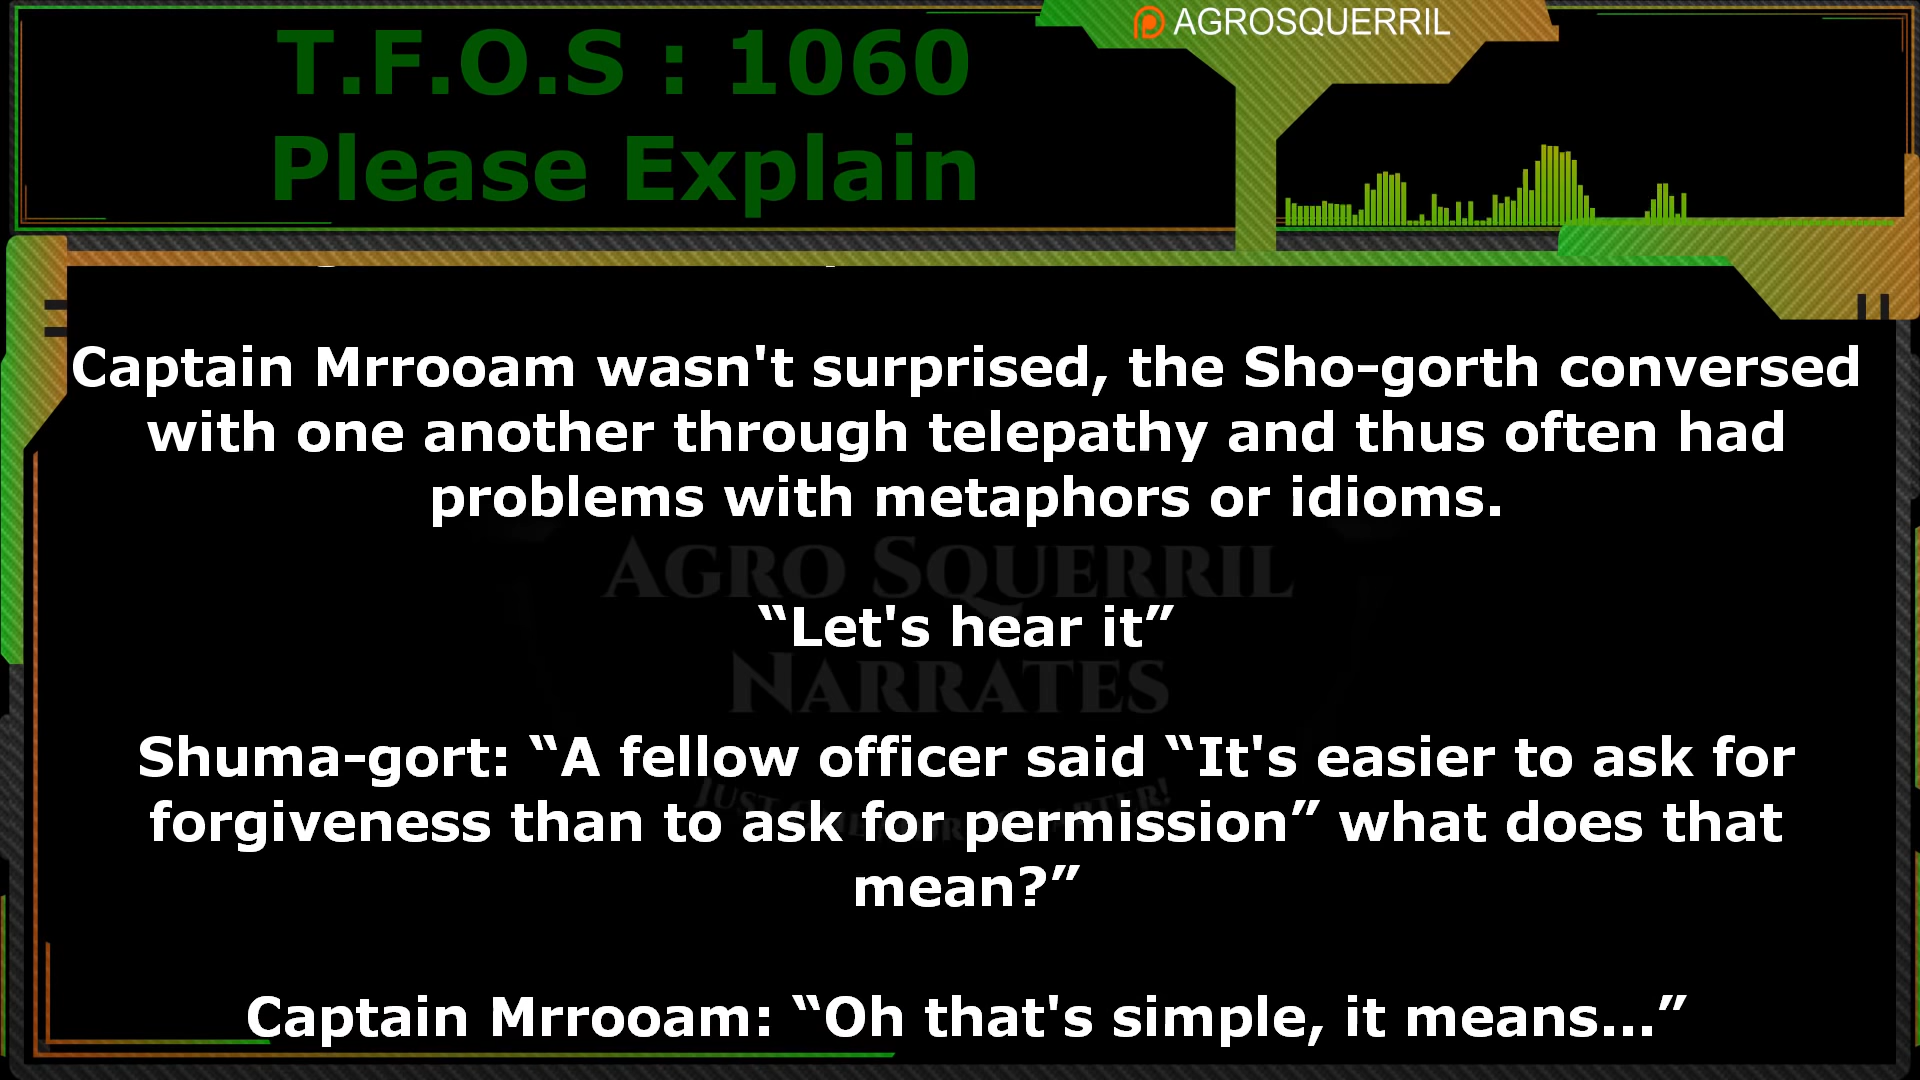 T.F.O.S : 1060
AGROSQUERRIL
Please Explain
Captain Mrrooam wasn't surprised, the Sho-gorth conversed
with one another through telepathy and thus often had
problems with metaphors or idioms.
AGRO SQUERRIL
“Let's hear it”
NARRATES
Shuma-gort: “A fellow officer said “It's easier to ask for
forgiveness than to ask for permission” what does that
mean?”
Captain Mrrooam: “Oh that's simple, it means...”